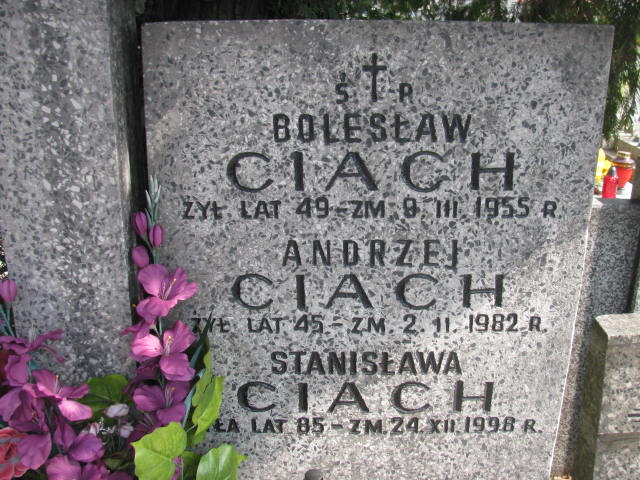 Ś P
BOLESŁAW
CIACH
ŻYŁ LAT 49 - ZM. 9. III. 1955 R
ANDRZEJ
CIACH
ŻYŁ LAT 45 - ZM. 2. 11. 1982 R.
STANISŁAWA
CIACH
LAT 85 - ZM. 24. XII. 1998 R.